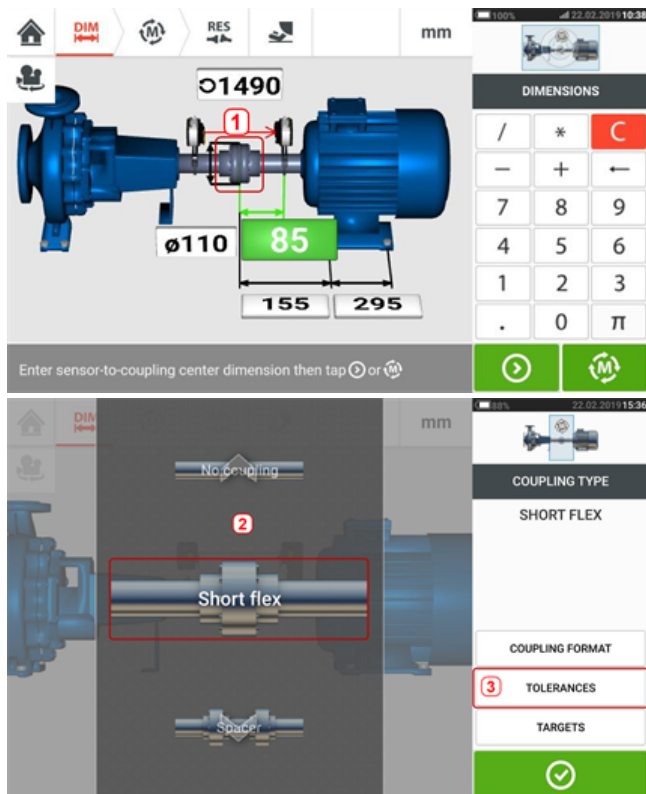 DIM
RES
mm
100%
22.02.2019 10:38
1490
1
ø110
85
155
295
Enter sensor-to-coupling center dimension then tap or M
DIMENSIONS
/ * C
− + ←
7 8 9
4 5 6
1 2 3
. 0 π
M
DIM
mm
No coupling
2
Short flex
Spacer
88%
22.02.2019 15:36
COUPLING TYPE
SHORT FLEX
COUPLING FORMAT
3 TOLERANCES
TARGETS